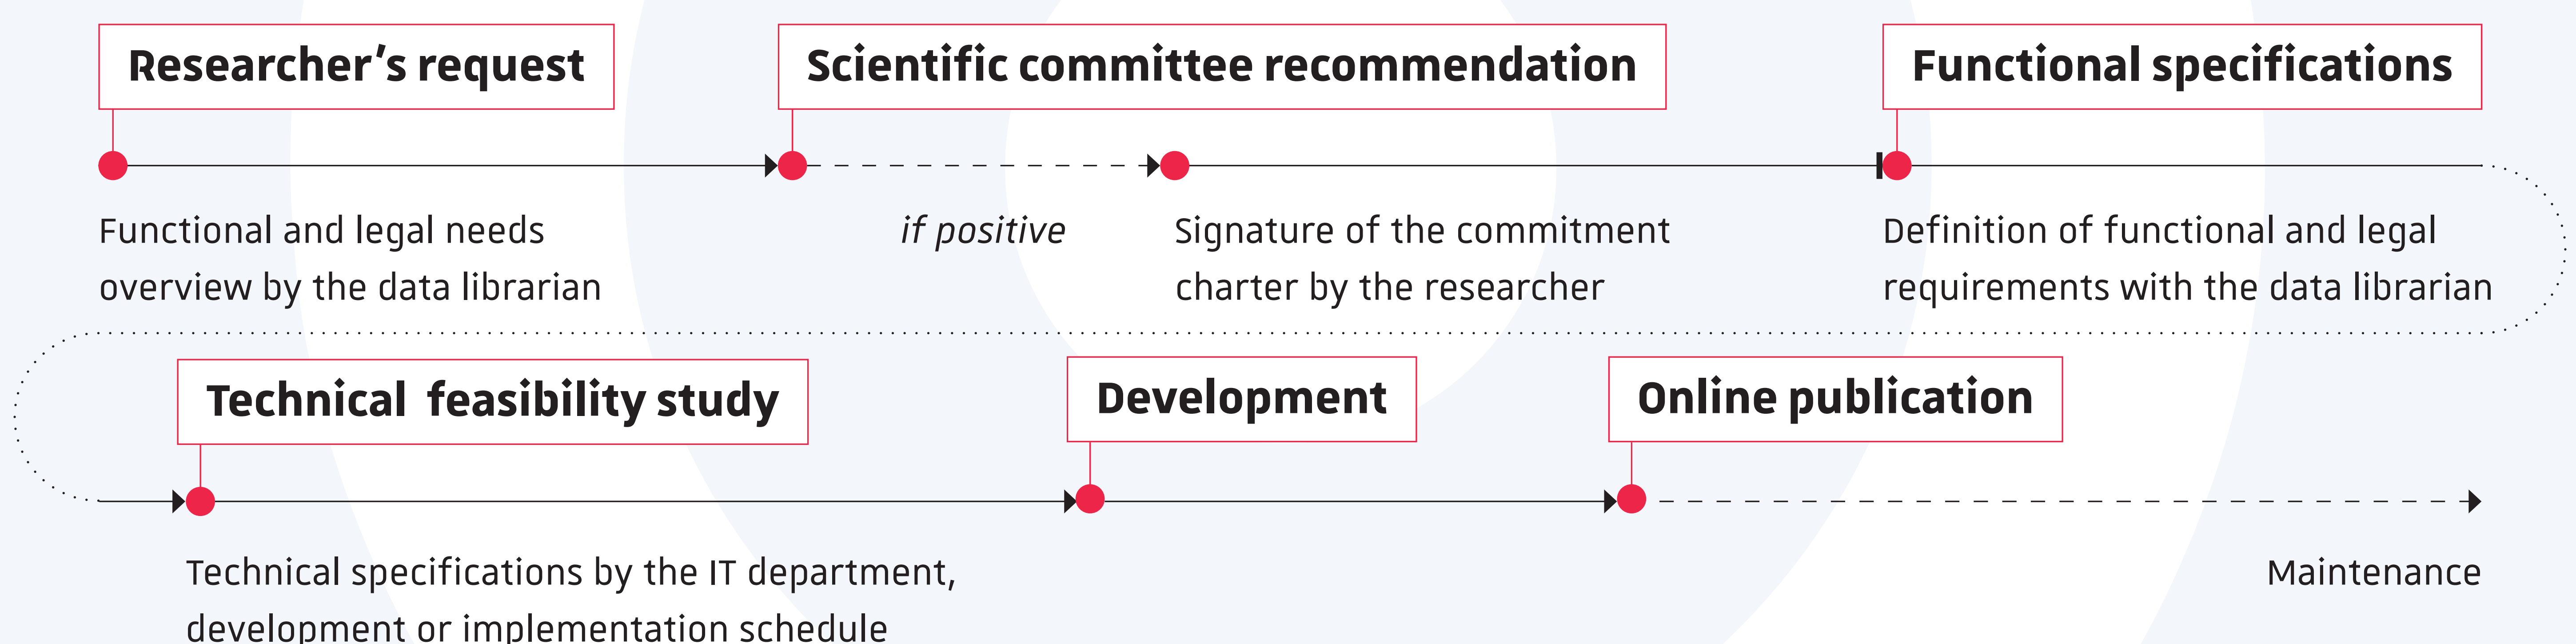 Researcher’s request
Scientific committee recommendation
Functional specifications
Functional and legal needs
overview by the data librarian
if positive
Signature of the commitment
charter by the researcher
Definition of functional and legal
requirements with the data librarian
Technical feasibility study
Development
Online publication
Technical specifications by the IT department,
development or implementation schedule
Maintenance